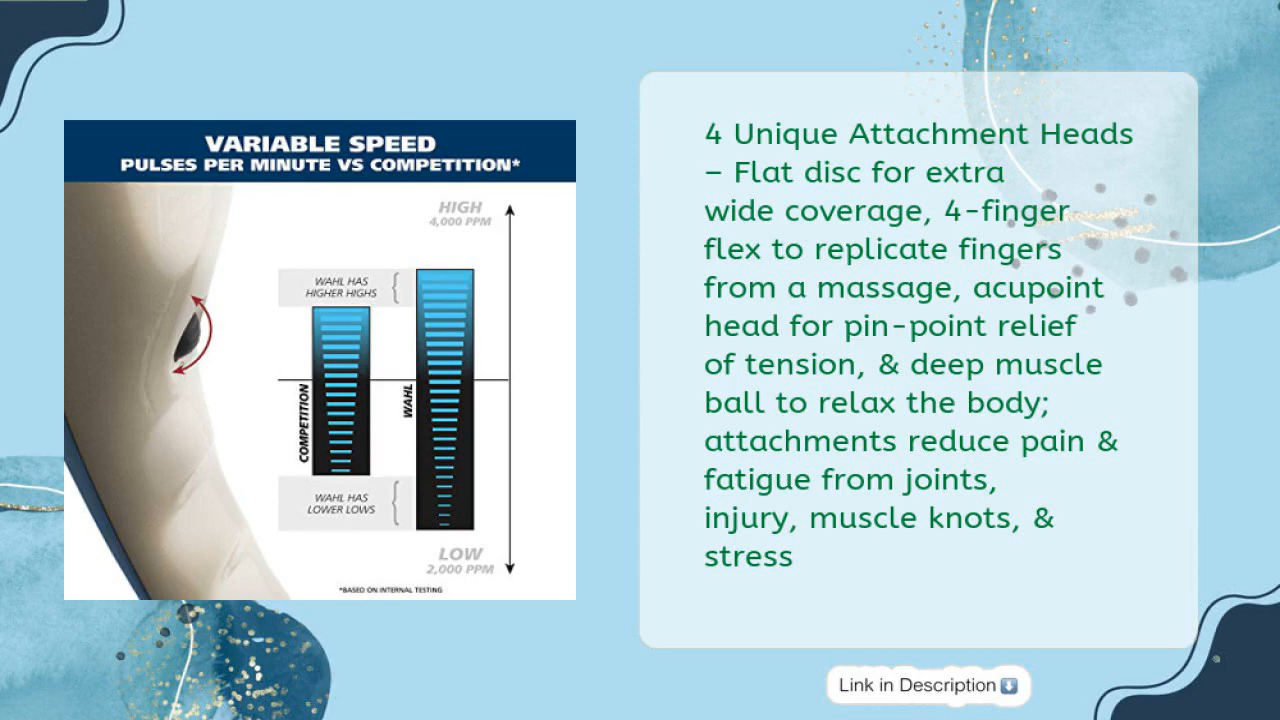 VARIABLE SPEED
PULSES PER MINUTE VS COMPETITION*
HIGH
4,000 PPM
WAHL HAS
HIGHER HIGHS
COMPETITION
WAHL
WAHL HAS
LOWER LOWS
LOW
2,000 PPM
*BASED ON INTERNAL TESTING
4 Unique Attachment Heads
– Flat disc for extra
wide coverage, 4-finger
flex to replicate fingers
from a massage, acupoint
head for pin-point relief
of tension, & deep muscle
ball to relax the body;
attachments reduce pain &
fatigue from joints,
injury, muscle knots, &
stress
Link in Description